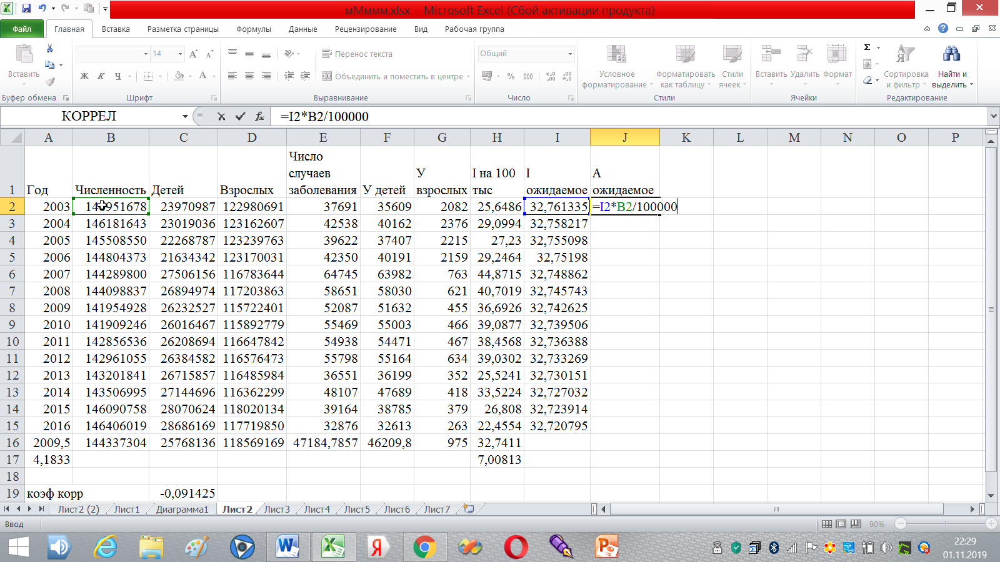 мМммм.xlsx - Microsoft Excel (Сбой активации продукта)
Файл Главная Вставка Разметка страницы Формулы Данные Рецензирование Вид Рабочая группа
Вставить
Буфер обмена
14
Ж К Ч
Шрифт
Перенос текста
Объединить и поместить в центре
Выравнивание
Общий
% 000
Число
Условное форматирование
Форматировать как таблицу
Стили ячеек
Стили
Вставить Удалить Формат
Ячейки
Σ
Сортировка и фильтр
Найти и выделить
Редактирование
КОРРЕЛ =I2*B2/100000
A B C D E F G H I J K L M N O P
1 Год Численность Детей Взрослых Число случаев заболевания У детей У взрослых I на 100 тыс I ожидаемое A ожидаемое
2 2003 951678 23970987 122980691 37691 35609 2082 25,6486 32,761335 =I2*B2/100000
3 2004 146181643 23019036 123162607 42538 40162 2376 29,0994 32,758217
4 2005 145508550 22268787 123239763 39622 37407 2215 27,23 32,755098
5 2006 144804373 21634342 123170031 42350 40191 2159 29,2464 32,75198
6 2007 144289800 27506156 116783644 64745 63982 763 44,8715 32,748862
7 2008 144098837 26894974 117203863 58651 58030 621 40,7019 32,745743
8 2009 141954928 26232527 115722401 52087 51632 455 36,6926 32,742625
9 2010 141909246 26016467 115892779 55469 55003 466 39,0877 32,739506
10 2011 142856536 26208694 116647842 54938 54471 467 38,4568 32,736388
11 2012 142961055 26384582 116576473 55798 55164 634 39,0302 32,733269
12 2013 143201841 26715857 116485984 36551 36199 352 25,5241 32,730151
13 2014 143506995 27144696 116362299 48107 47689 418 33,5224 32,727032
14 2015 146090758 28070624 118020134 39164 38785 379 26,808 32,723914
15 2016 146406019 28686169 117719850 32876 32613 263 22,4554 32,720795
16 2009,5 144337304 25768136 118569169 47184,7857 46209,8 975 32,7411
17 4,1833 7,00813
18
19 коэф корр -0,091425
Лист2 (2) Лист1 Диаграмма1 Лист2 Лист3 Лист4 Лист5 Лист6 Лист7
Ввод 90%
22:29
01.11.2019